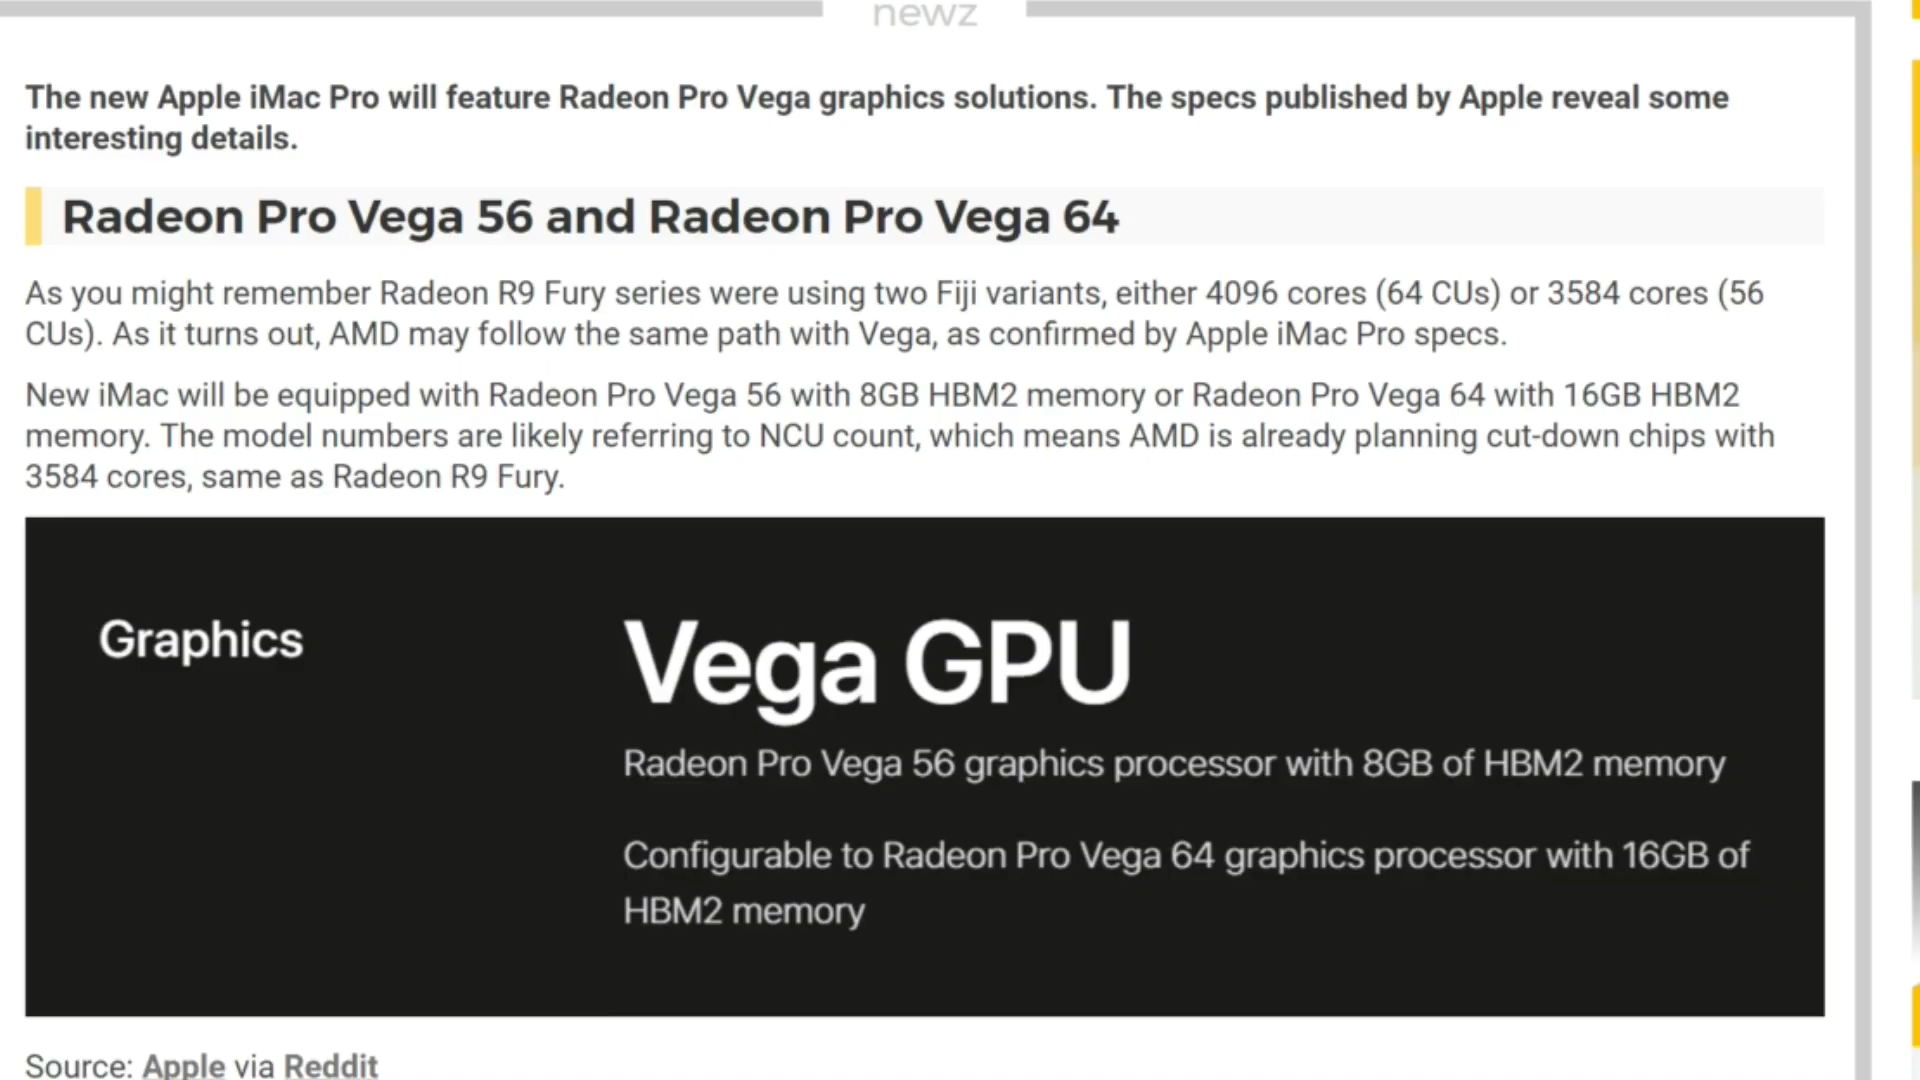 newz
The new Apple iMac Pro will feature Radeon Pro Vega graphics solutions. The specs published by Apple reveal some
interesting details.
Radeon Pro Vega 56 and Radeon Pro Vega 64
As you might remember Radeon R9 Fury series were using two Fiji variants, either 4096 cores (64 CUs) or 3584 cores (56
CUs). As it turns out, AMD may follow the same path with Vega, as confirmed by Apple iMac Pro specs.
New iMac will be equipped with Radeon Pro Vega 56 with 8GB HBM2 memory or Radeon Pro Vega 64 with 16GB HBM2
memory. The model numbers are likely referring to NCU count, which means AMD is already planning cut-down chips with
3584 cores, same as Radeon R9 Fury.
Graphics
Vega GPU
Radeon Pro Vega 56 graphics processor with 8GB of HBM2 memory
Configurable to Radeon Pro Vega 64 graphics processor with 16GB of
HBM2 memory
Source: Apple via Reddit